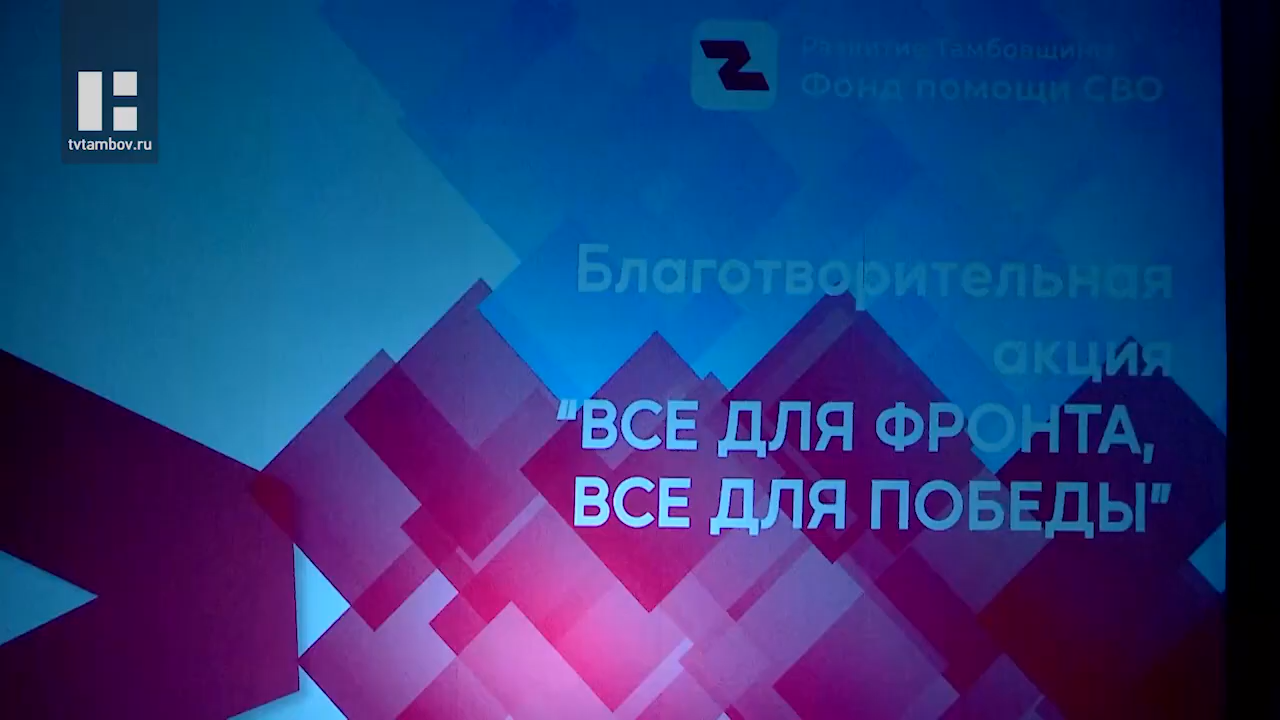 tvtambov.ru
Развитие Тамбовщины
Фонд помощи СВО
Благотворительная
акция
"ВСЕ ДЛЯ ФРОНТА,
ВСЕ ДЛЯ ПОБЕДЫ"